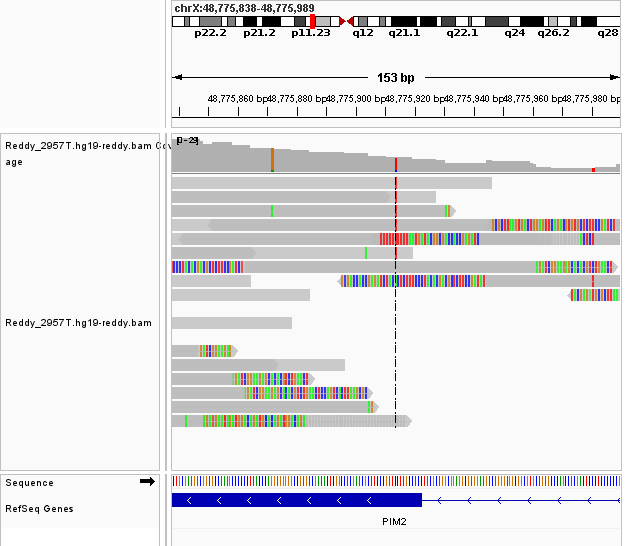 chrX:48,775,838-48,775,989
p22.2 p21.2 p11.23 q12 q21.1 q22.1 q24 q26.2 q28
153 bp
48,775,860 bp 48,775,880 bp 48,775,900 bp 48,775,920 bp 48,775,940 bp 48,775,960 bp 48,775,980 bp
Reddy_2957T.hg19-reddy.bam Cov
age
[0 - 29]
Reddy_2957T.hg19-reddy.bam
Sequence
RefSeq Genes
PIM2